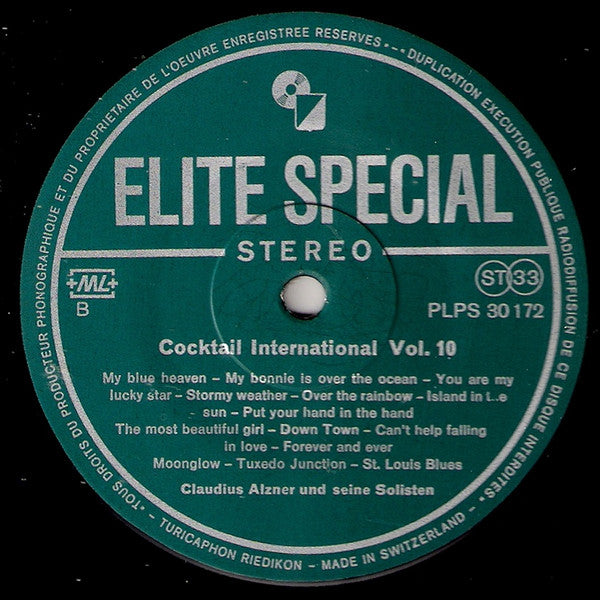 TOUS DROITS DU PRODUCTEUR PHONOGRAPHIQUE ET DU PROPRIETAIRE DE L'OEUVRE ENREGISTREE RESERVES - DUPLICATION EXECUTION PUBLIQUE RADIODIFFUSION DE CE DISQUE INTERDITES
ELITE SPECIAL
STEREO
ML
B
ST 33
PLPS 30 172
Cocktail International Vol. 10
My blue heaven – My bonnie is over the ocean – You are my
lucky star – Stormy weather – Over the rainbow – Island in t..e
sun – Put your hand in the hand
The most beautiful girl – Down Town – Can't help falling
in love – Forever and ever
Moonglow – Tuxedo Junction – St. Louis Blues
Claudius Alzner und seine Solisten
TURICAPHON RIEDIKON – MADE IN SWITZERLAND